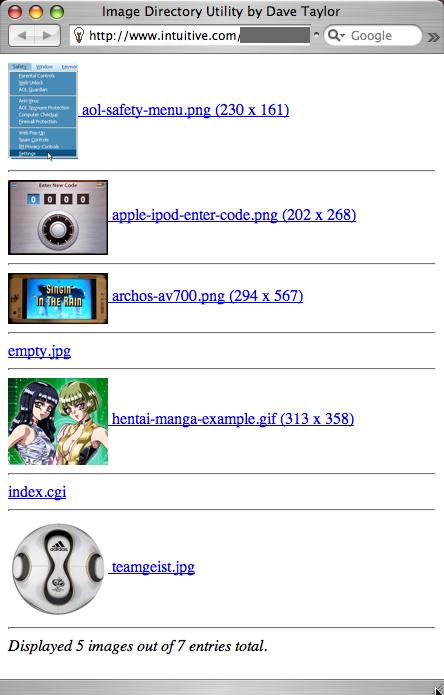 Image Directory Utility by Dave Taylor
http://www.intuitive.com/
Google
Safety Window Keywor
Parental Controls
Web Unlock
AOL Guardian
Anti-Virus
AOL Spyware Protection
Computer Checkup
Firewall Protection
Web Pop-Up
Spam Controls
Privacy Controls
Settings
aol-safety-menu.png (230 x 161)
Enter New Code
0 0 0 0
apple-ipod-enter-code.png (202 x 268)
"SINGIN'
IN THE RAIN"
archos-av700.png (294 x 567)
empty.jpg
hentai-manga-example.gif (313 x 358)
index.cgi
adidas
teamgeist.jpg
Displayed 5 images out of 7 entries total.